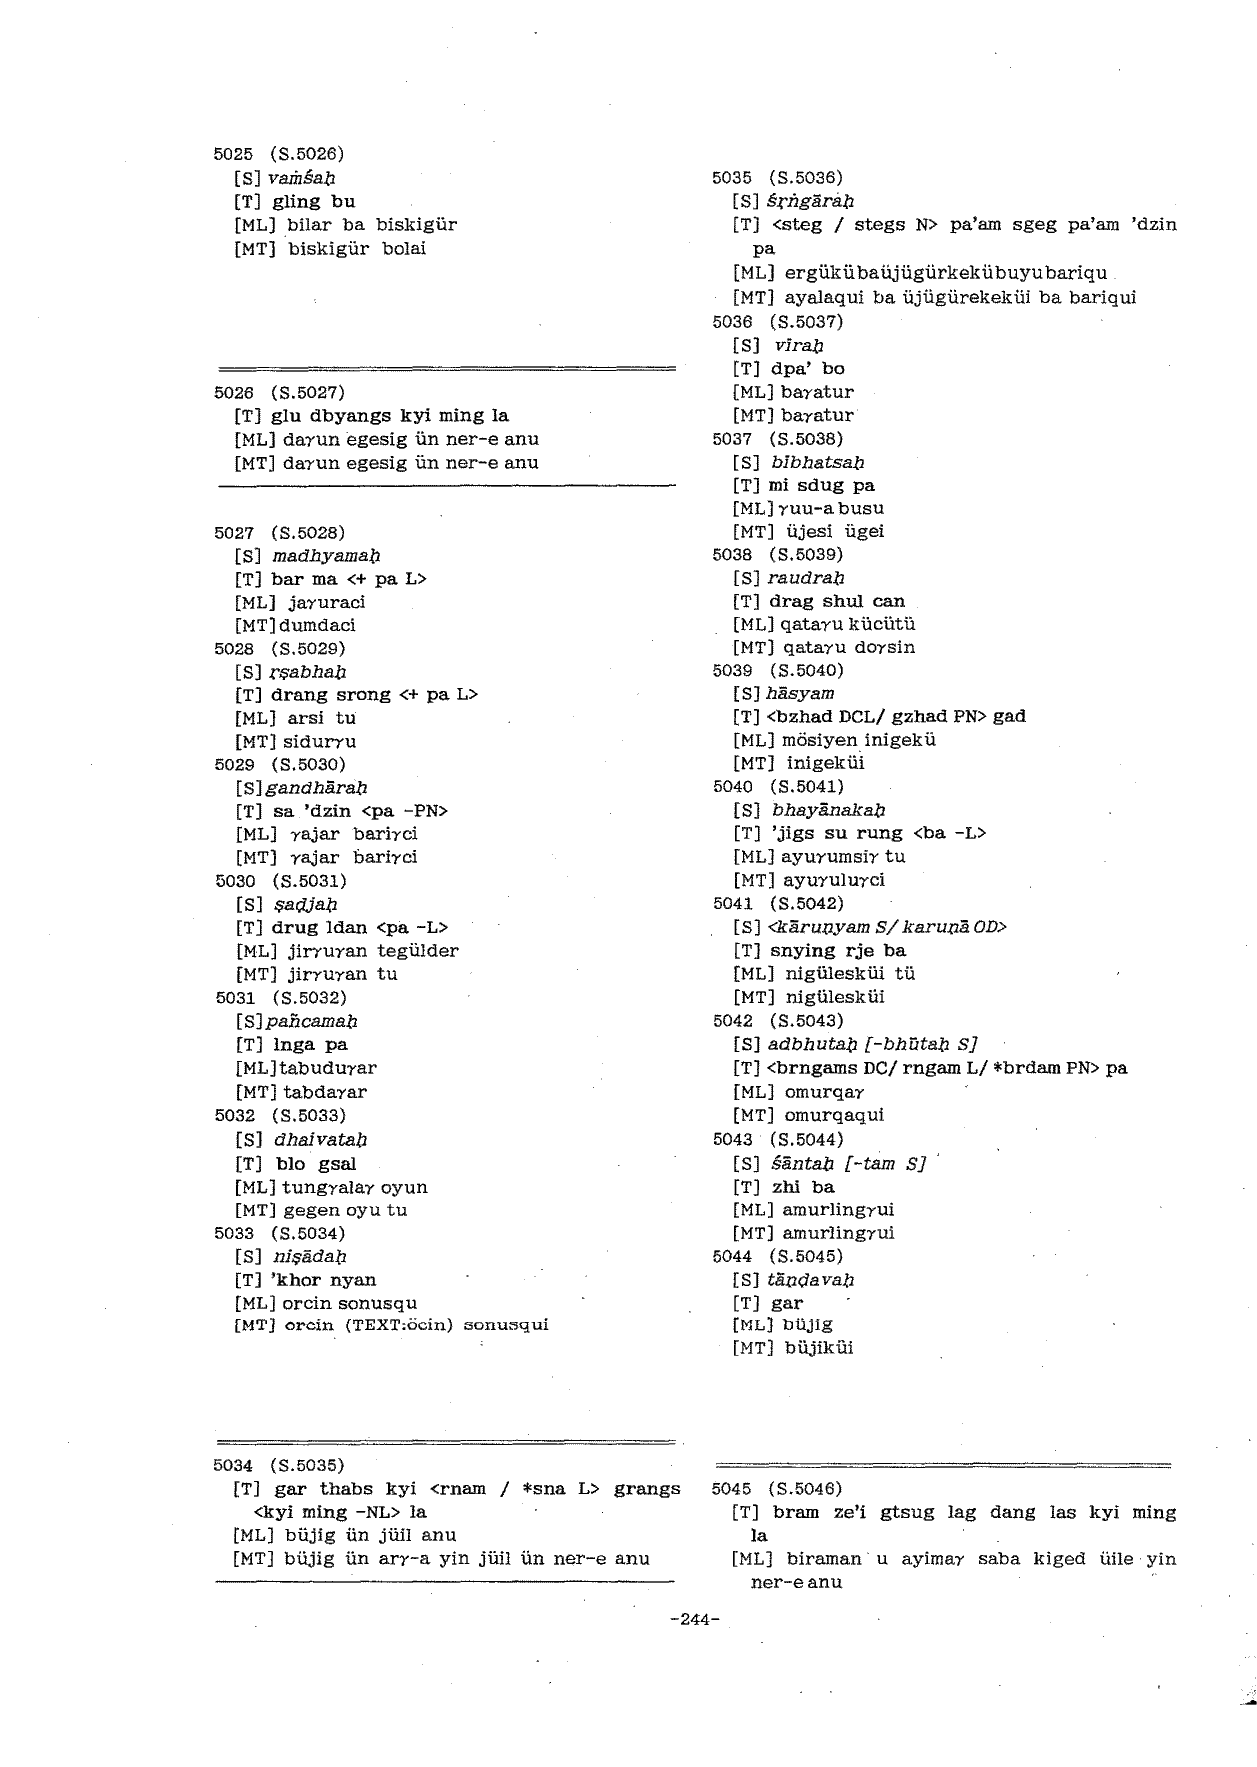 5025 (S.5026)
[S] vaṁśaḥ
[T] gling bu
[ML] bilar ba biskigür
[MT] biskigür bolai
5026 (S.5027)
[T] glu dbyangs kyi ming la
[ML] daγun egesig ün ner-e anu
[MT] daγun egesig ün ner-e anu
5027 (S.5028)
[S] madhyamaḥ
[T] bar ma <+ pa L>
[ML] jaγuraci
[MT] dumdaci
5028 (S.5029)
[S] ṛṣabhaḥ
[T] drang srong <+ pa L>
[ML] arsi tu
[MT] sidurγu
5029 (S.5030)
[S] gandhāraḥ
[T] sa 'dzin <pa -PN>
[ML] γajar bariγci
[MT] γajar bariγci
5030 (S.5031)
[S] ṣaḍjaḥ
[T] drug ldan <pa -L>
[ML] jirγuγan tegülder
[MT] jirγuγan tu
5031 (S.5032)
[S] pañcamaḥ
[T] lnga pa
[ML] tabuduγar
[MT] tabdaγar
5032 (S.5033)
[S] dhaivataḥ
[T] blo gsal
[ML] tungγalaγ oyun
[MT] gegen oyu tu
5033 (S.5034)
[S] niṣādaḥ
[T] 'khor nyan
[ML] orcin sonusqu
[MT] orcin (TEXT:öcin) sonusqui
5034 (S.5035)
[T] gar thabs kyi <rnam / *sna L> grangs
<kyi ming -NL> la
[ML] büjig ün jüil anu
[MT] büjig ün arγ-a yin jüil ün ner-e anu
5035 (S.5036)
[S] śṛṅgāraḥ
[T] <steg / stegs N> pa'am sgeg pa'am 'dzin
pa
[ML] ergükübaüjügürkekübuyubariqu
[MT] ayalaqui ba üjügürekeküi ba bariqui
5036 (S.5037)
[S] vīraḥ
[T] dpa' bo
[ML] baγatur
[MT] baγatur
5037 (S.5038)
[S] bībhatsaḥ
[T] mi sdug pa
[ML] γuu-a busu
[MT] üjesi ügei
5038 (S.5039)
[S] raudraḥ
[T] drag shul can
[ML] qataγu kücütü
[MT] qataγu doγsin
5039 (S.5040)
[S] hāsyam
[T] <bzhad DCL/ gzhad PN> gad
[ML] mösiyen inigekü
[MT] inigeküi
5040 (S.5041)
[S] bhayānakaḥ
[T] 'jigs su rung <ba -L>
[ML] ayuγumsiγ tu
[MT] ayuγuluγci
5041 (S.5042)
[S] <kāruṇyam S/ karuṇā OD>
[T] snying rje ba
[ML] nigülesküi tü
[MT] nigülesküi
5042 (S.5043)
[S] adbhutaḥ [-bhūtaḥ S]
[T] <brngams DC/ rngam L/ *brdam PN> pa
[ML] omurqaγ
[MT] omurqaqui
5043 (S.5044)
[S] śāntaḥ [-tam S]
[T] zhi ba
[ML] amurlingγui
[MT] amurlingγui
5044 (S.5045)
[S] tāṇḍavaḥ
[T] gar
[ML] büjig
[MT] büjiküi
5045 (S.5046)
[T] bram ze'i gtsug lag dang las kyi ming
la
[ML] biraman u ayimaγ saba kiged üile yin
ner-e anu
-244-